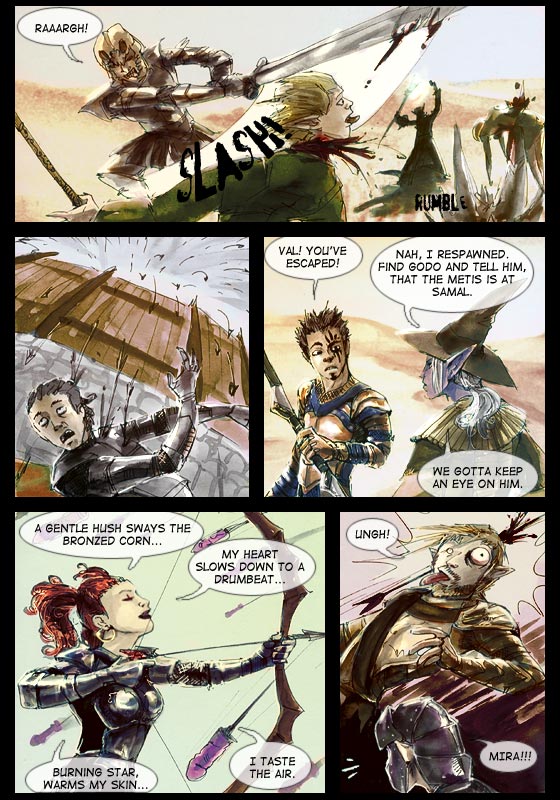 RAAARGH!
SLASH!
RUMBLE
VAL! YOU'VE
ESCAPED!
NAH, I RESPAWNED.
FIND GODO AND TELL HIM,
THAT THE METIS IS AT
SAMAL.
WE GOTTA KEEP
AN EYE ON HIM.
A GENTLE HUSH SWAYS THE
BRONZED CORN...
MY HEART
SLOWS DOWN TO A
DRUMBEAT...
BURNING STAR,
WARMS MY SKIN...
I TASTE
THE AIR.
UNGH!
MIRA!!!